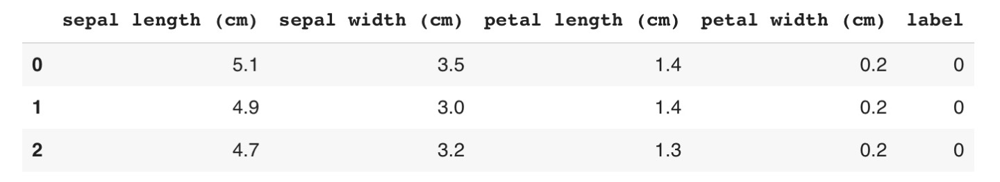 sepal length (cm) sepal width (cm) petal length (cm) petal width (cm) label
0 5.1 3.5 1.4 0.2 0
1 4.9 3.0 1.4 0.2 0
2 4.7 3.2 1.3 0.2 0